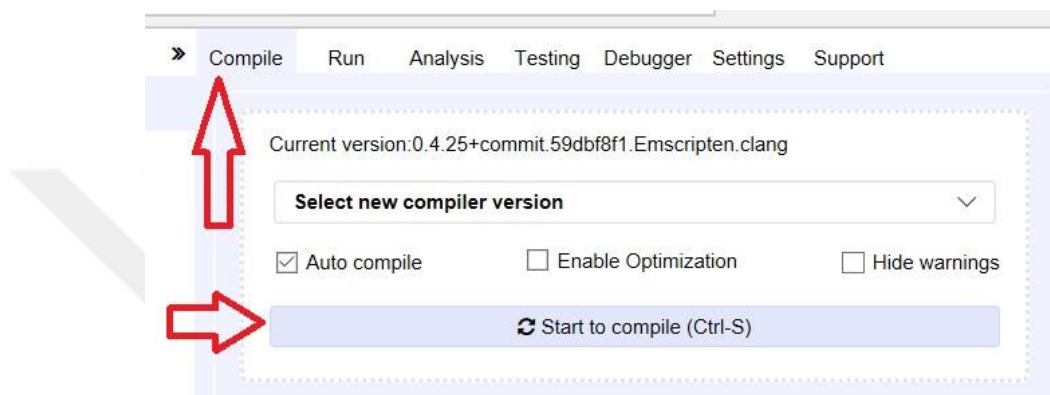 » Compile Run Analysis Testing Debugger Settings Support
Current version:0.4.25+commit.59dbf8f1.Emscripten.clang
Select new compiler version
Auto compile Enable Optimization Hide warnings
Start to compile (Ctrl-S)